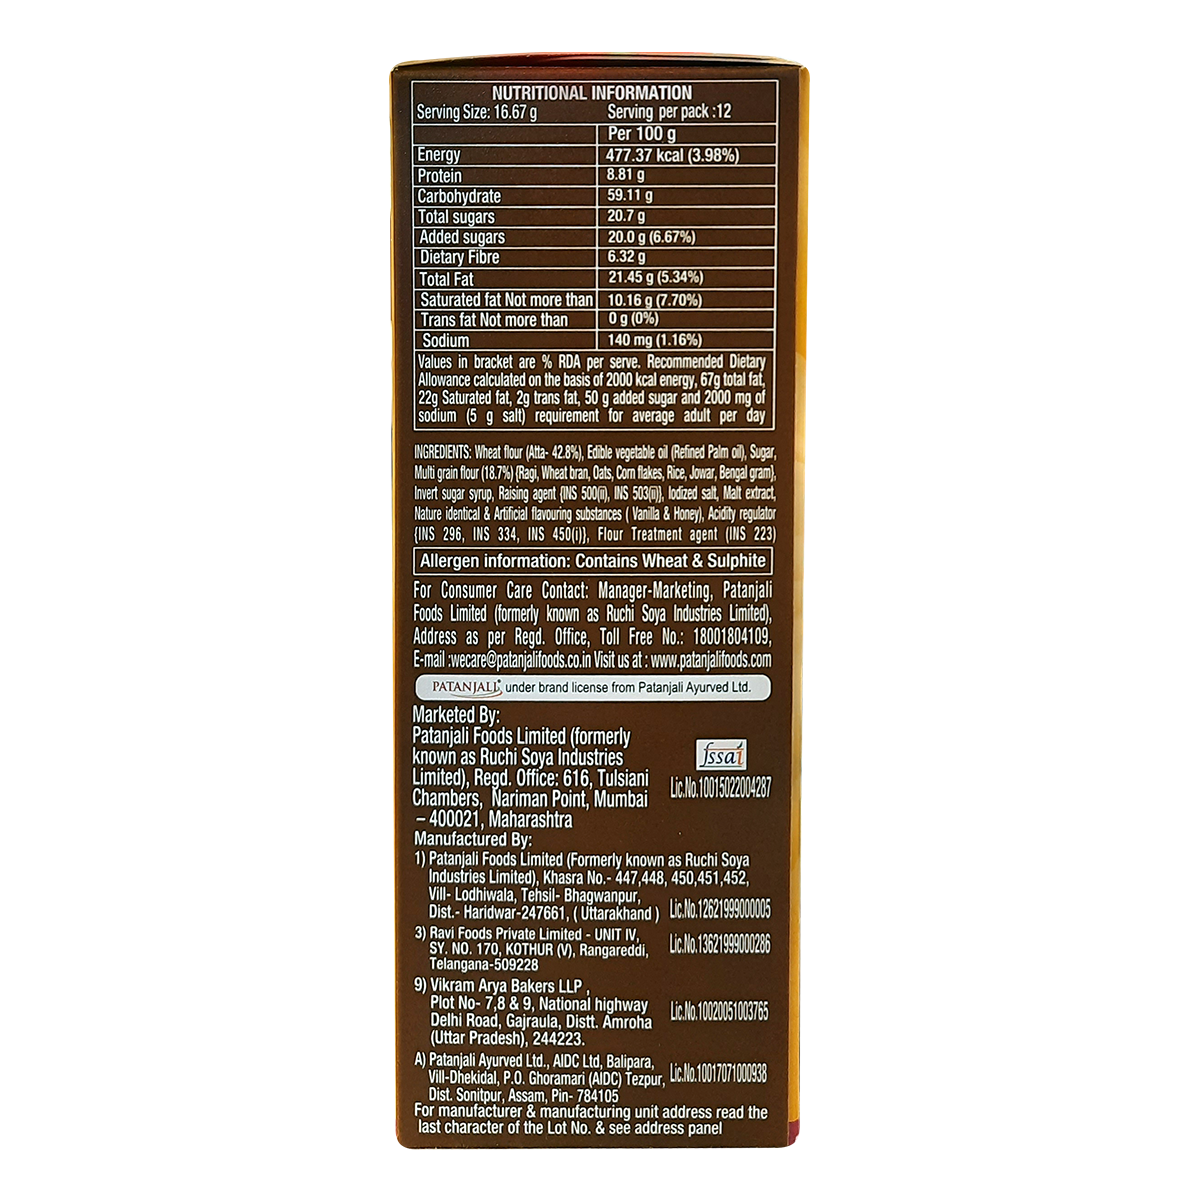 NUTRITIONAL INFORMATION
Serving Size: 16.67 g Serving per pack :12
Per 100 g
Energy 477.37 kcal (3.98%)
Protein 8.81 g
Carbohydrate 59.11 g
Total sugars 20.7 g
Added sugars 20.0 g (6.67%)
Dietary Fibre 6.32 g
Total Fat 21.45 g (5.34%)
Saturated fat Not more than 10.16 g (7.70%)
Trans fat Not more than 0 g (0%)
Sodium 140 mg (1.16%)
Values in bracket are % RDA per serve. Recommended Dietary
Allowance calculated on the basis of 2000 kcal energy, 67g total fat,
22g Saturated fat, 2g trans fat, 50 g added sugar and 2000 mg of
sodium (5 g salt) requirement for average adult per day
INGREDIENTS: Wheat flour (Atta- 42.8%), Edible vegetable oil (Refined Palm oil), Sugar,
Multi grain flour (18.7%) {Ragi, Wheat bran, Oats, Corn flakes, Rice, Jowar, Bengal gram},
Invert sugar syrup, Raising agent {INS 500(ii), INS 503(ii)}, Iodized salt, Malt extract,
Nature identical & Artificial flavouring substances ( Vanilla & Honey), Acidity regulator
{INS 296, INS 334, INS 450(i)}, Flour Treatment agent (INS 223)
Allergen information: Contains Wheat & Sulphite
For Consumer Care Contact: Manager-Marketing, Patanjali
Foods Limited (formerly known as Ruchi Soya Industries Limited),
Address as per Regd. Office, Toll Free No.: 18001804109,
E-mail :wecare@patanjalifoods.co.in Visit us at : www.patanjalifoods.com
PATANJALI® under brand license from Patanjali Ayurved Ltd.
Marketed By:
Patanjali Foods Limited (formerly
known as Ruchi Soya Industries
Limited), Regd. Office: 616, Tulsiani
Chambers, Nariman Point, Mumbai
– 400021, Maharashtra
fssai
Lic.No.10015022004287
Manufactured By:
1) Patanjali Foods Limited (Formerly known as Ruchi Soya
Industries Limited), Khasra No.- 447,448, 450,451,452,
Vill- Lodhiwala, Tehsil- Bhagwanpur,
Dist.- Haridwar-247661, ( Uttarakhand ) Lic.No.12621999000005
3) Ravi Foods Private Limited - UNIT IV,
SY. NO. 170, KOTHUR (V), Rangareddi, Lic.No.13621999000286
Telangana-509228
9) Vikram Arya Bakers LLP ,
Plot No- 7,8 & 9, National highway
Delhi Road, Gajraula, Distt. Amroha Lic.No.10020051003765
(Uttar Pradesh), 244223.
A) Patanjali Ayurved Ltd., AIDC Ltd, Balipara,
Vill-Dhekidal, P.O. Ghoramari (AIDC) Tezpur, Lic.No.10017071000938
Dist. Sonitpur, Assam, Pin- 784105
For manufacturer & manufacturing unit address read the
last character of the Lot No. & see address panel